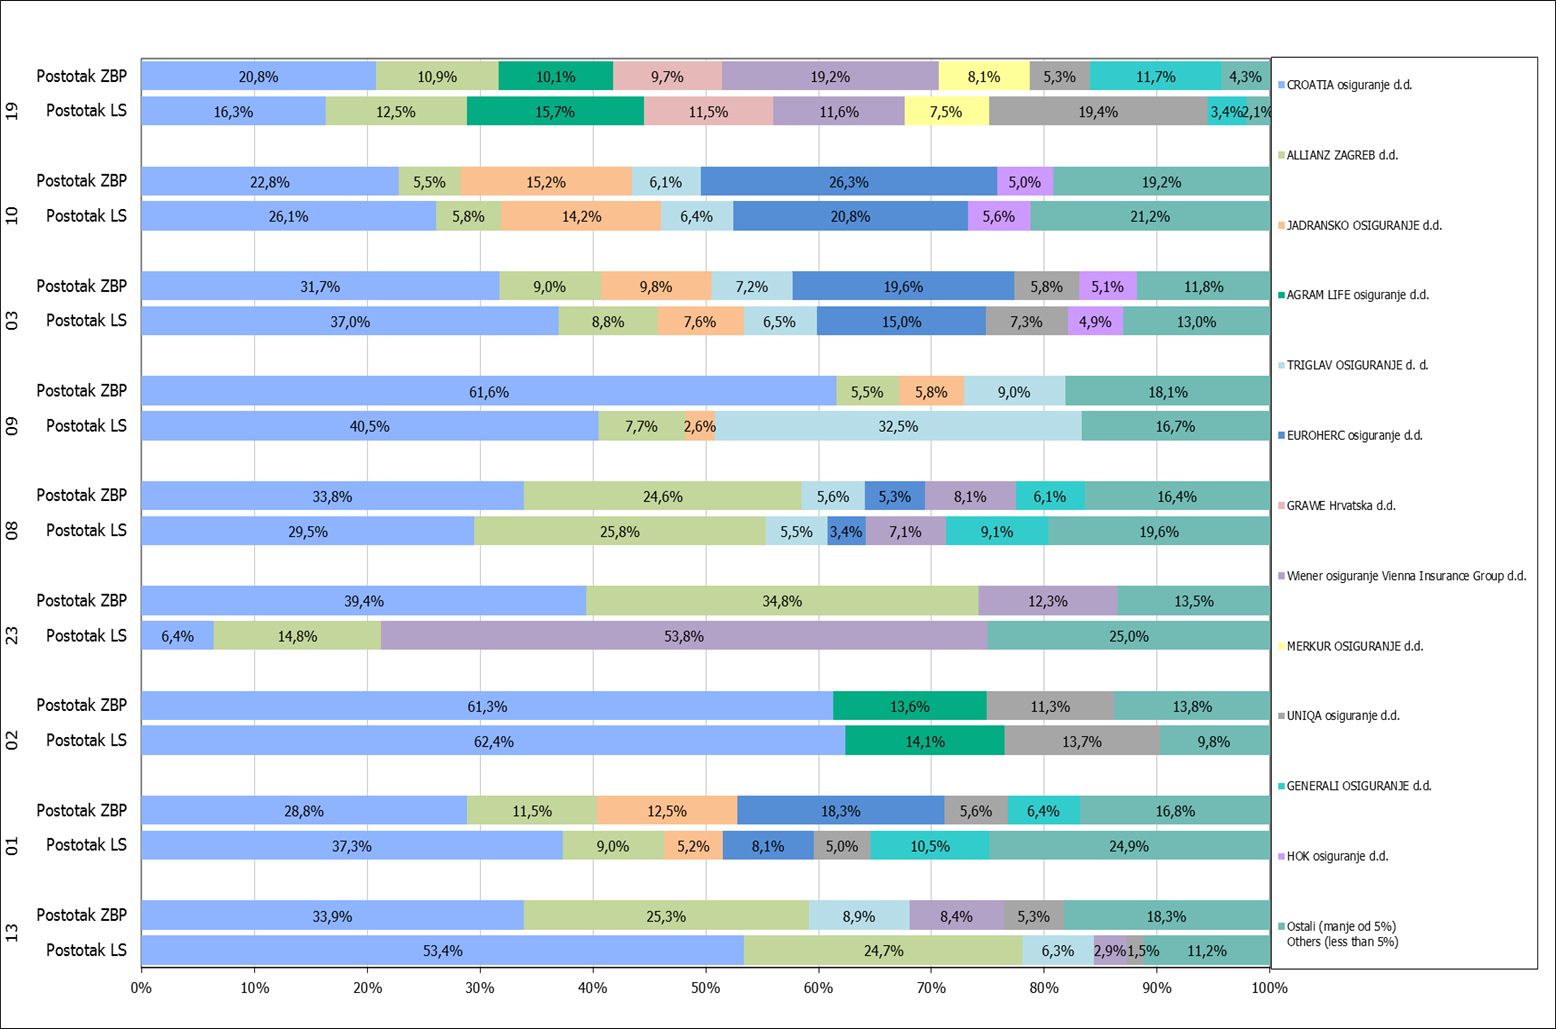 19
Postotak ZBP 20,8% 10,9% 10,1% 9,7% 19,2% 8,1% 5,3% 11,7% 4,3%
Postotak LS 16,3% 12,5% 15,7% 11,5% 11,6% 7,5% 19,4% 3,4% 2,1%
10
Postotak ZBP 22,8% 5,5% 15,2% 6,1% 26,3% 5,0% 19,2%
Postotak LS 26,1% 5,8% 14,2% 6,4% 20,8% 5,6% 21,2%
03
Postotak ZBP 31,7% 9,0% 9,8% 7,2% 19,6% 5,8% 5,1% 11,8%
Postotak LS 37,0% 8,8% 7,6% 6,5% 15,0% 7,3% 4,9% 13,0%
09
Postotak ZBP 61,6% 5,5% 5,8% 9,0% 18,1%
Postotak LS 40,5% 7,7% 2,6% 32,5% 16,7%
08
Postotak ZBP 33,8% 24,6% 5,6% 5,3% 8,1% 6,1% 16,4%
Postotak LS 29,5% 25,8% 5,5% 3,4% 7,1% 9,1% 19,6%
23
Postotak ZBP 39,4% 34,8% 12,3% 13,5%
Postotak LS 6,4% 14,8% 53,8% 25,0%
02
Postotak ZBP 61,3% 13,6% 11,3% 13,8%
Postotak LS 62,4% 14,1% 13,7% 9,8%
01
Postotak ZBP 28,8% 11,5% 12,5% 18,3% 5,6% 6,4% 16,8%
Postotak LS 37,3% 9,0% 5,2% 8,1% 5,0% 10,5% 24,9%
13
Postotak ZBP 33,9% 25,3% 8,9% 8,4% 5,3% 18,3%
Postotak LS 53,4% 24,7% 6,3% 2,9% 1,5% 11,2%
0% 10% 20% 30% 40% 50% 60% 70% 80% 90% 100%
CROATIA osiguranje d.d.
ALLIANZ ZAGREB d.d.
JADRANSKO OSIGURANJE d.d.
AGRAM LIFE osiguranje d.d.
TRIGLAV OSIGURANJE d. d.
EUROHERC osiguranje d.d.
GRAWE Hrvatska d.d.
Wiener osiguranje Vienna Insurance Group d.d.
MERKUR OSIGURANJE d.d.
UNIQA osiguranje d.d.
GENERALI OSIGURANJE d.d.
HOK osiguranje d.d.
Ostali (manje od 5%)
Others (less than 5%)